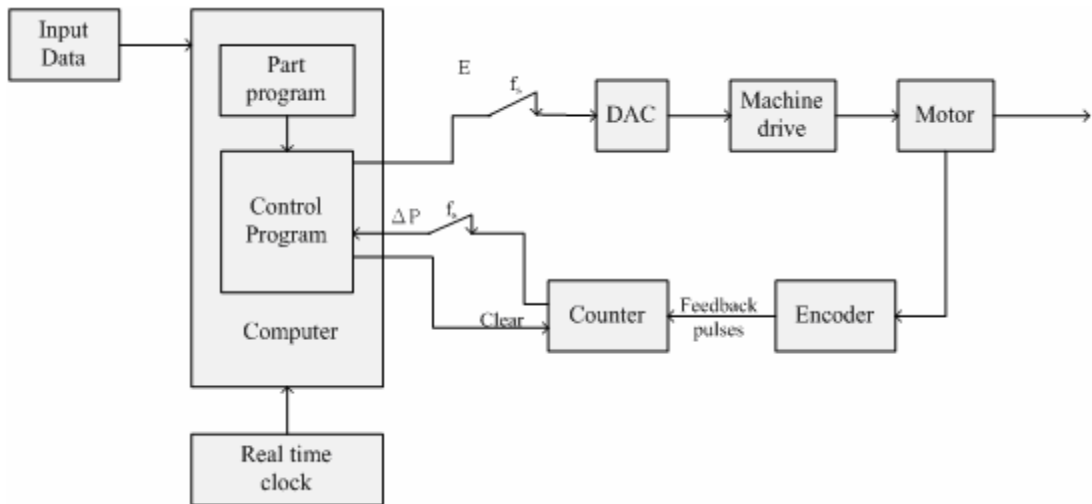 Input
Data
Part
program
E
fs
DAC
Machine
drive
Motor
Control
Program
ΔP
fs
Computer
Clear
Counter
Feedback
pulses
Encoder
Real time
clock